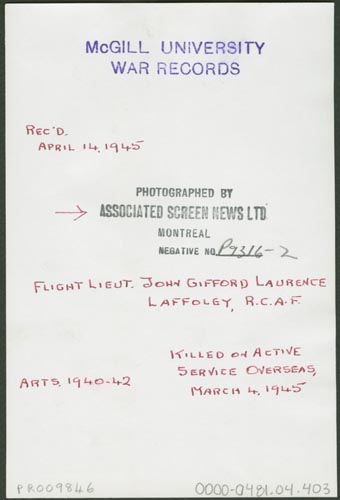 McGILL UNIVERSITY
WAR RECORDS
REC'D.
APRIL 14, 1945
PHOTOGRAPHED BY
ASSOCIATED SCREEN NEWS LTD
MONTREAL
NEGATIVE NO. P9316-2
FLIGHT LIEUT. JOHN GIFFORD LAURENCE
LAFFOLEY, R.C.A.F.
KILLED ON ACTIVE
SERVICE OVERSEAS,
MARCH 4, 1945
ARTS, 1940-42
PR009846
0000-0481.04.403